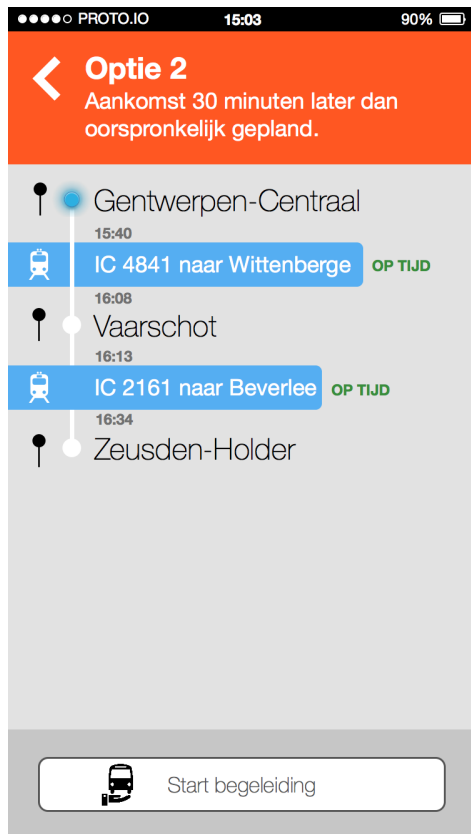 PROTO.IO 15:03 90%
Optie 2
Aankomst 30 minuten later dan
oorspronkelijk gepland.
Gentwerpen-Centraal
15:40
IC 4841 naar Wittenberge OP TIJD
16:08
Vaarschot
16:13
IC 2161 naar Beverlee OP TIJD
16:34
Zeusden-Holder
Start begeleiding